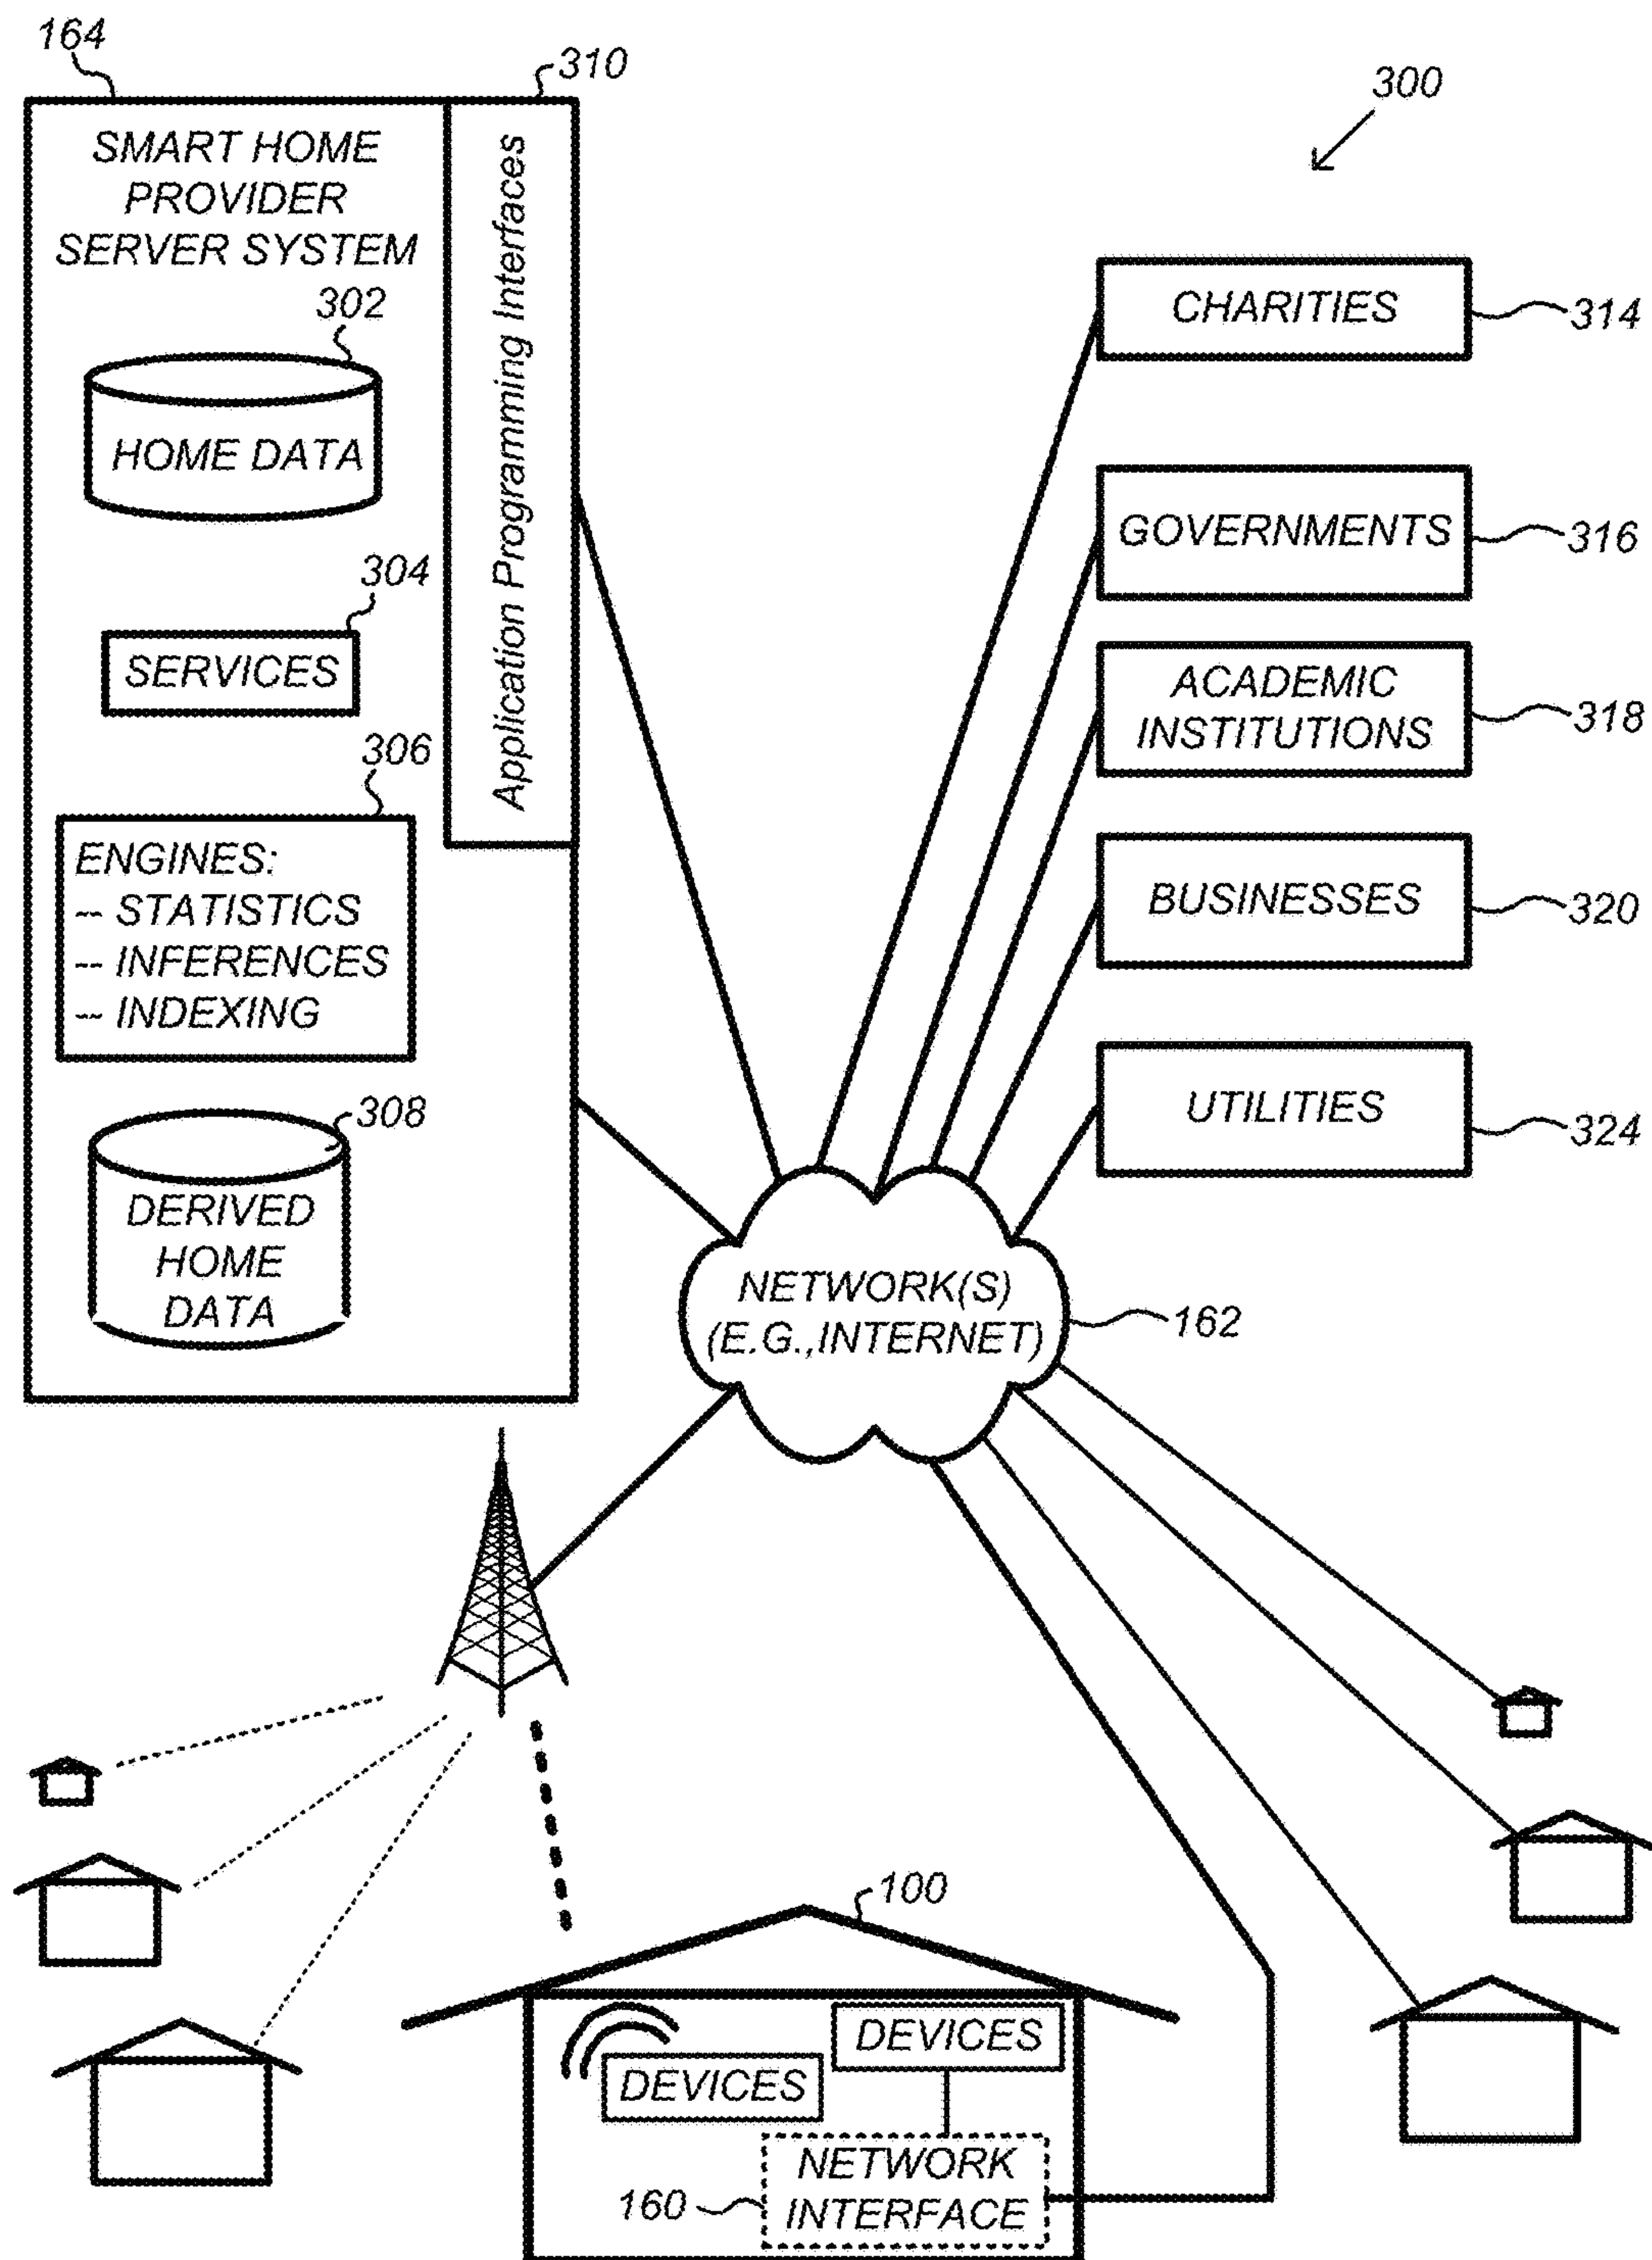 164
310
300
SMART HOME
PROVIDER
SERVER SYSTEM
Application Programming Interfaces
302
HOME DATA
304
SERVICES
306
ENGINES:
-- STATISTICS
-- INFERENCES
-- INDEXING
308
DERIVED
HOME
DATA
CHARITIES
314
GOVERNMENTS
316
ACADEMIC
INSTITUTIONS
318
BUSINESSES
320
UTILITIES
324
NETWORK(S)
(E.G.,INTERNET)
162
100
DEVICES
DEVICES
NETWORK
INTERFACE
160